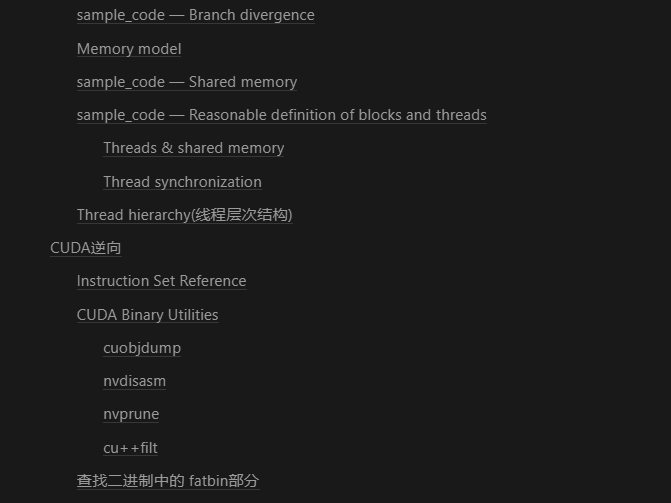 sample_code — Branch divergence
Memory model
sample_code — Shared memory
sample_code — Reasonable definition of blocks and threads
Threads & shared memory
Thread synchronization
Thread hierarchy(线程层次结构)
CUDA逆向
Instruction Set Reference
CUDA Binary Utilities
cuobjdump
nvdisasm
nvprune
cu++filt
查找二进制中的 fatbin部分